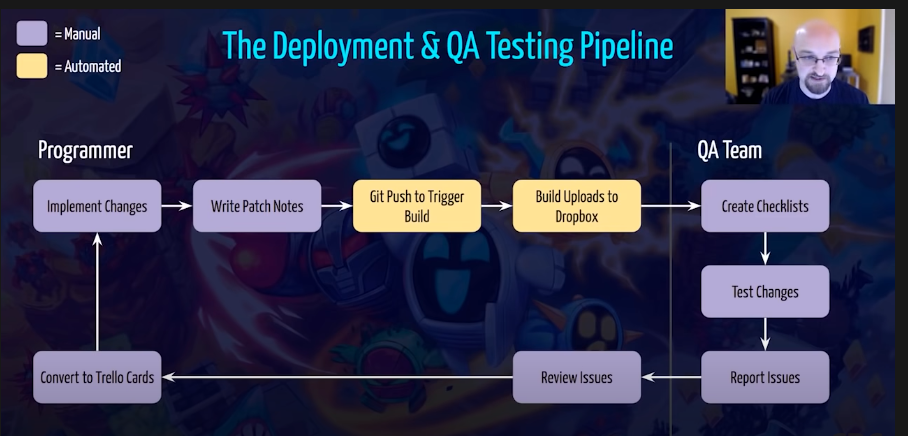 = Manual
= Automated
The Deployment & QA Testing Pipeline
Programmer
QA Team
Implement Changes
Write Patch Notes
Git Push to Trigger
Build
Build Uploads to
Dropbox
Create Checklists
Test Changes
Convert to Trello Cards
Review Issues
Report Issues